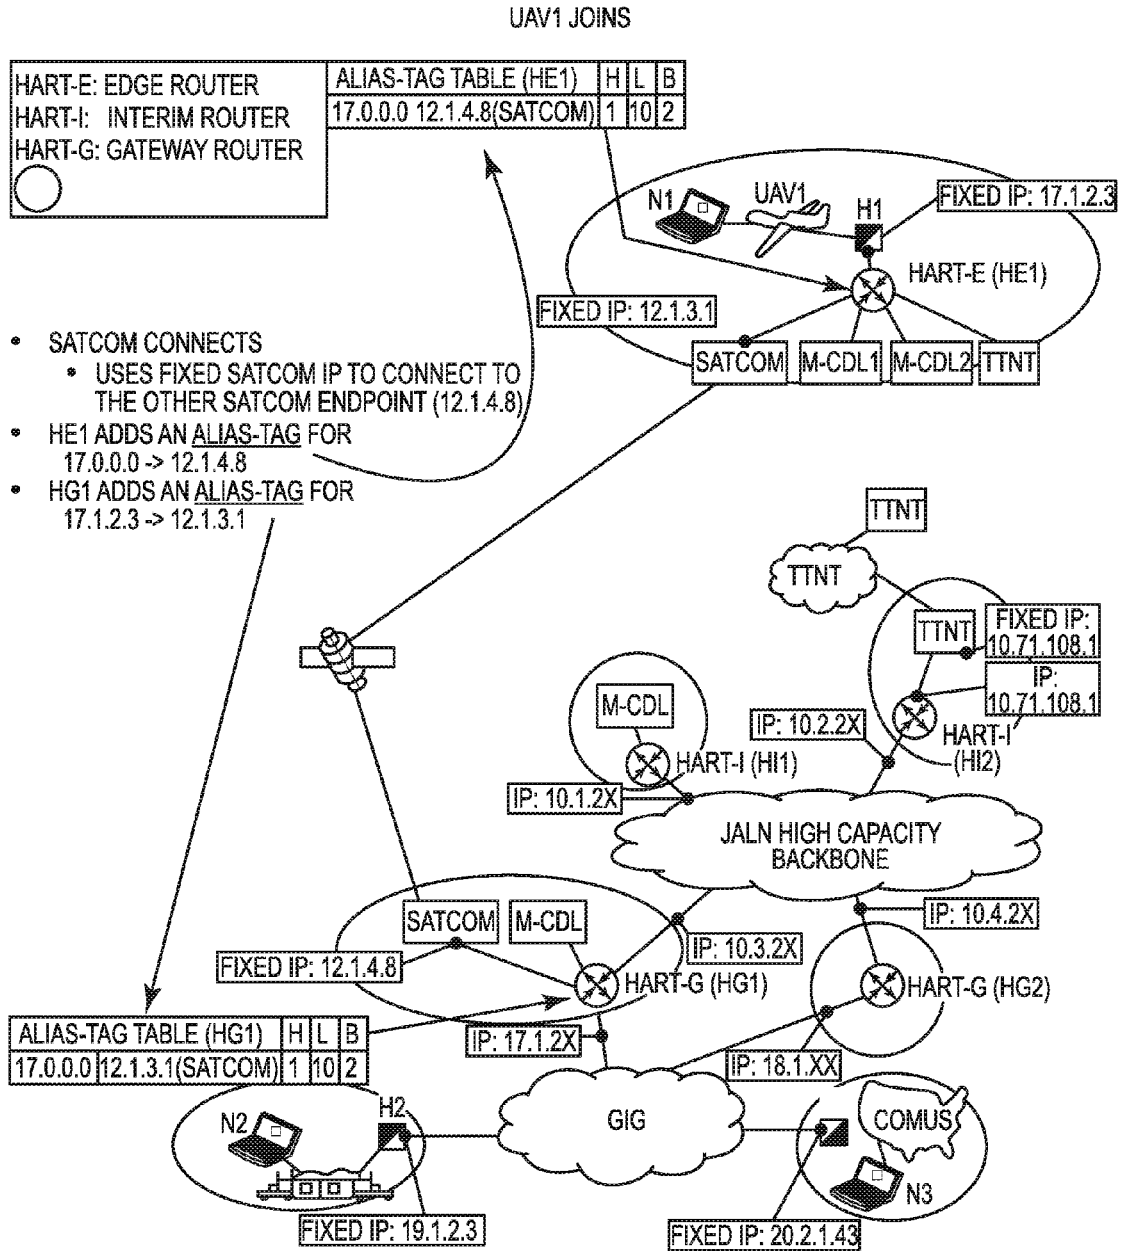 UAV1 JOINS
HART-E: EDGE ROUTER
HART-I: INTERIM ROUTER
HART-G: GATEWAY ROUTER
ALIAS-TAG TABLE (HE1) H L B
17.0.0.0 12.1.4.8(SATCOM) 1 10 2
N1
UAV1
H1
FIXED IP: 17.1.2.3
HART-E (HE1)
FIXED IP: 12.1.3.1
SATCOM
M-CDL1
M-CDL2
TTNT
• SATCOM CONNECTS
• USES FIXED SATCOM IP TO CONNECT TO
THE OTHER SATCOM ENDPOINT (12.1.4.8)
• HE1 ADDS AN ALIAS-TAG FOR
17.0.0.0 -> 12.1.4.8
• HG1 ADDS AN ALIAS-TAG FOR
17.1.2.3 -> 12.1.3.1
TTNT
TTNT
TTNT
FIXED IP:
10.71.108.1
IP:
10.71.108.1
M-CDL
IP: 10.2.2X
HART-I
(HI2)
HART-I (HI1)
IP: 10.1.2X
JALN HIGH CAPACITY
BACKBONE
SATCOM
M-CDL
IP: 10.4.2X
IP: 10.3.2X
FIXED IP: 12.1.4.8
HART-G (HG1)
HART-G (HG2)
ALIAS-TAG TABLE (HG1) H L B
17.0.0.0 12.1.3.1(SATCOM) 1 10 2
IP: 17.1.2X
IP: 18.1.XX
GIG
N2
H2
COMUS
N3
FIXED IP: 19.1.2.3
FIXED IP: 20.2.1.43